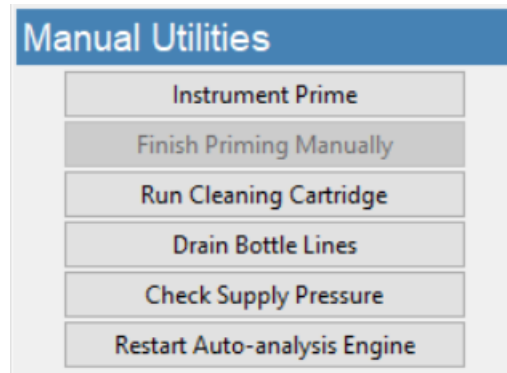 Manual Utilities
Instrument Prime
Finish Priming Manually
Run Cleaning Cartridge
Drain Bottle Lines
Check Supply Pressure
Restart Auto-analysis Engine